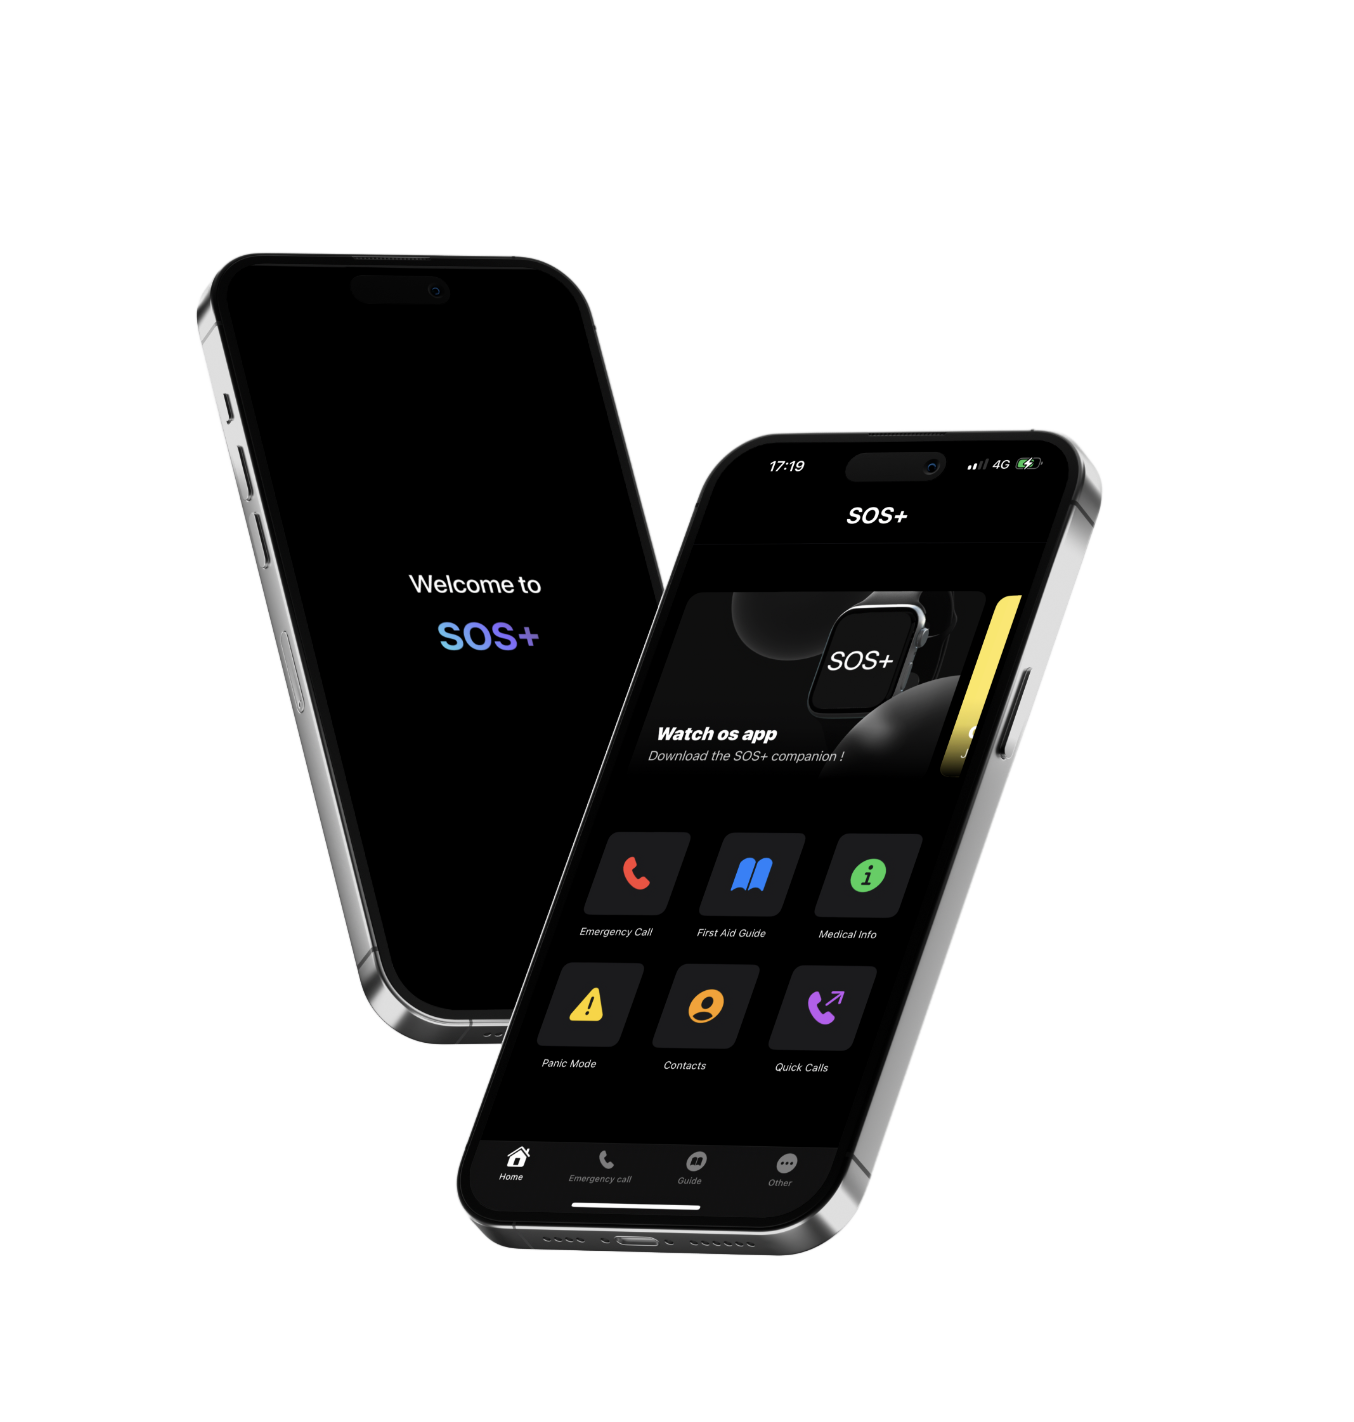 Welcome to
SOS+
17:19
4G
SOS+
SOS+
Watch os app
Download the SOS+ companion !
Emergency Call
First Aid Guide
Medical Info
Panic Mode
Contacts
Quick Calls
Home
Emergency call
Guide
Other